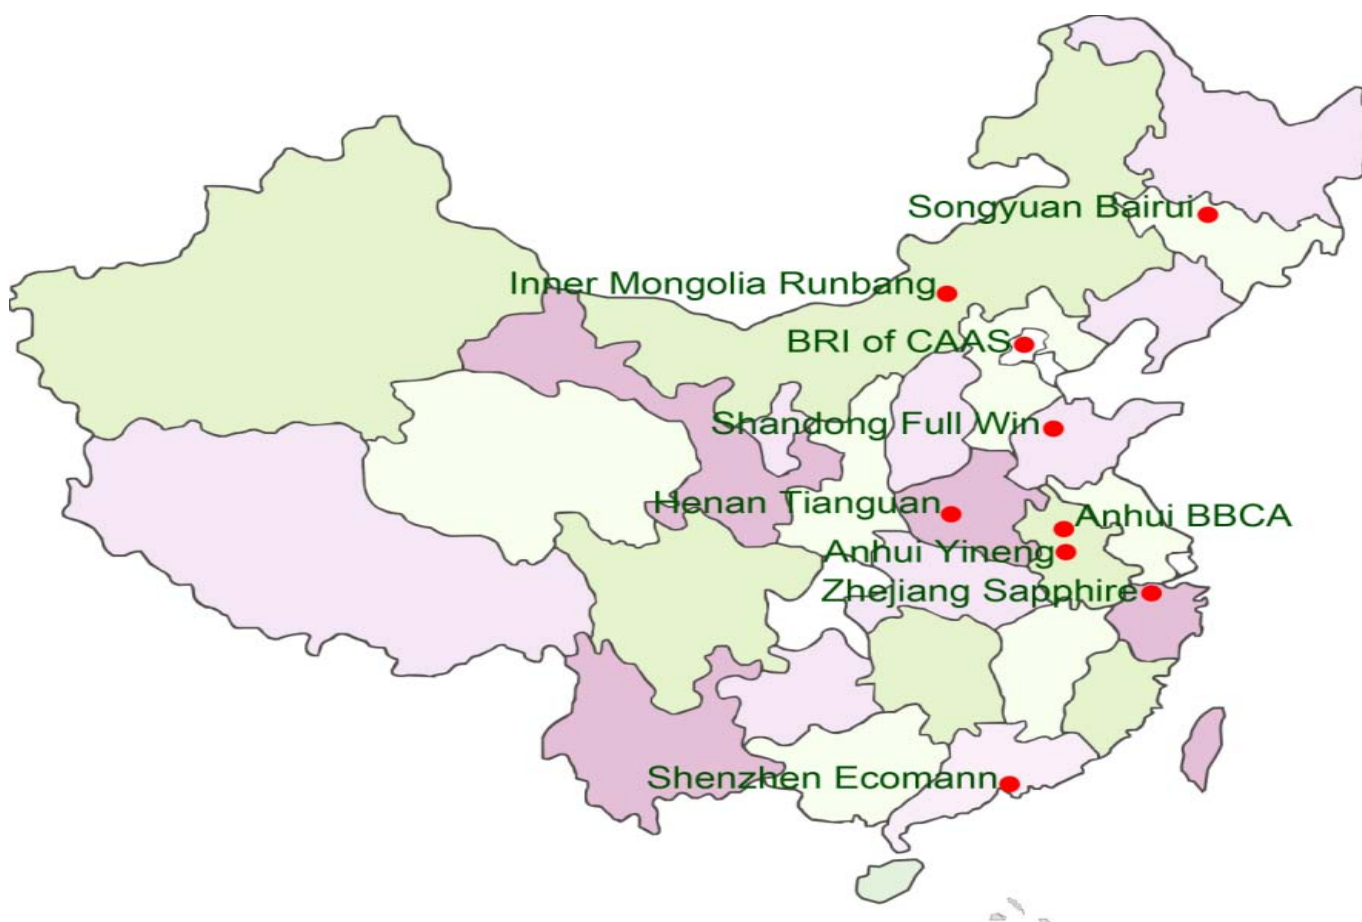 Songyuan Bairui
Inner Mongolia Runbang
BRI of CAAS
Shandong Full Win
Henan Tianguan
Anhui BBCA
Anhui Yineng
Zhejiang Sapphire
Shenzhen Ecomann